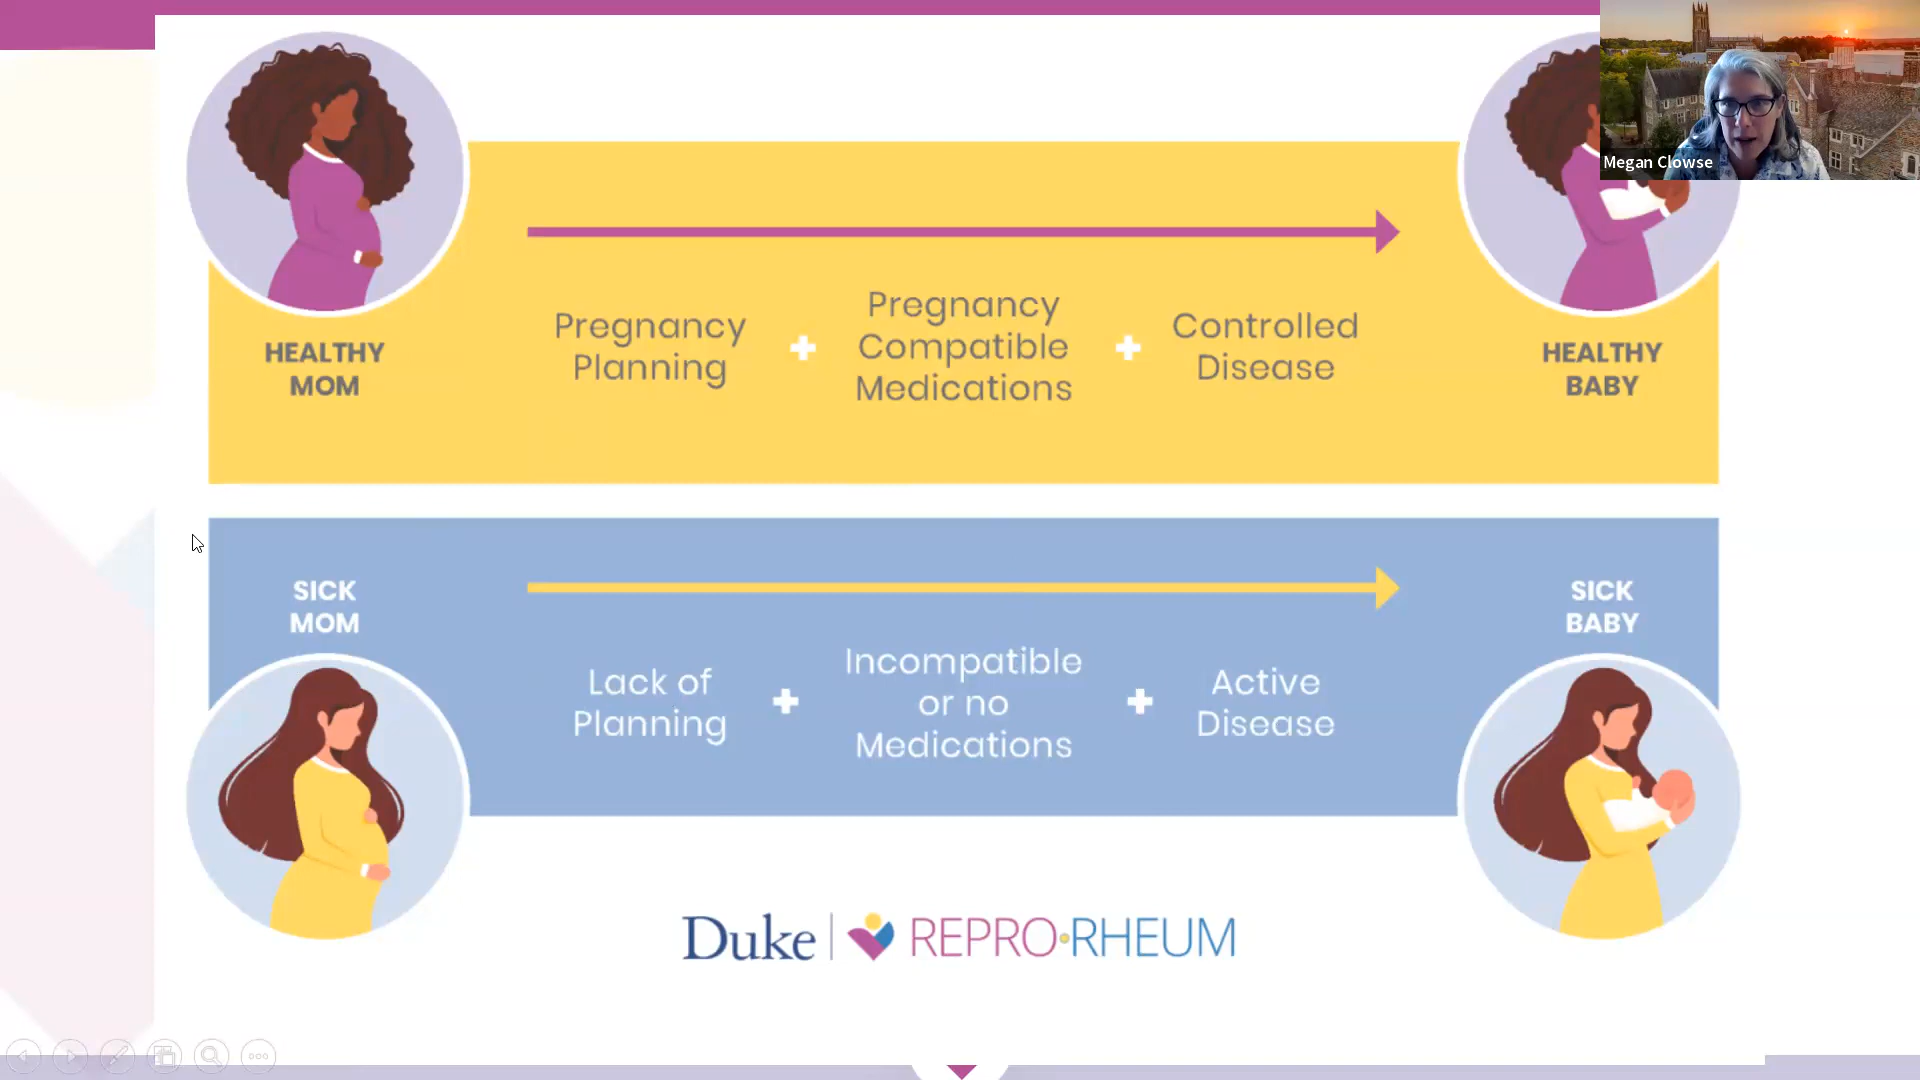 Megan Clowse
HEALTHY
MOM
Pregnancy
Planning
Pregnancy
Compatible
Medications
Controlled
Disease
HEALTHY
BABY
SICK
MOM
Lack of
Planning
Incompatible
or no
Medications
Active
Disease
SICK
BABY
Duke
REPRO•RHEUM